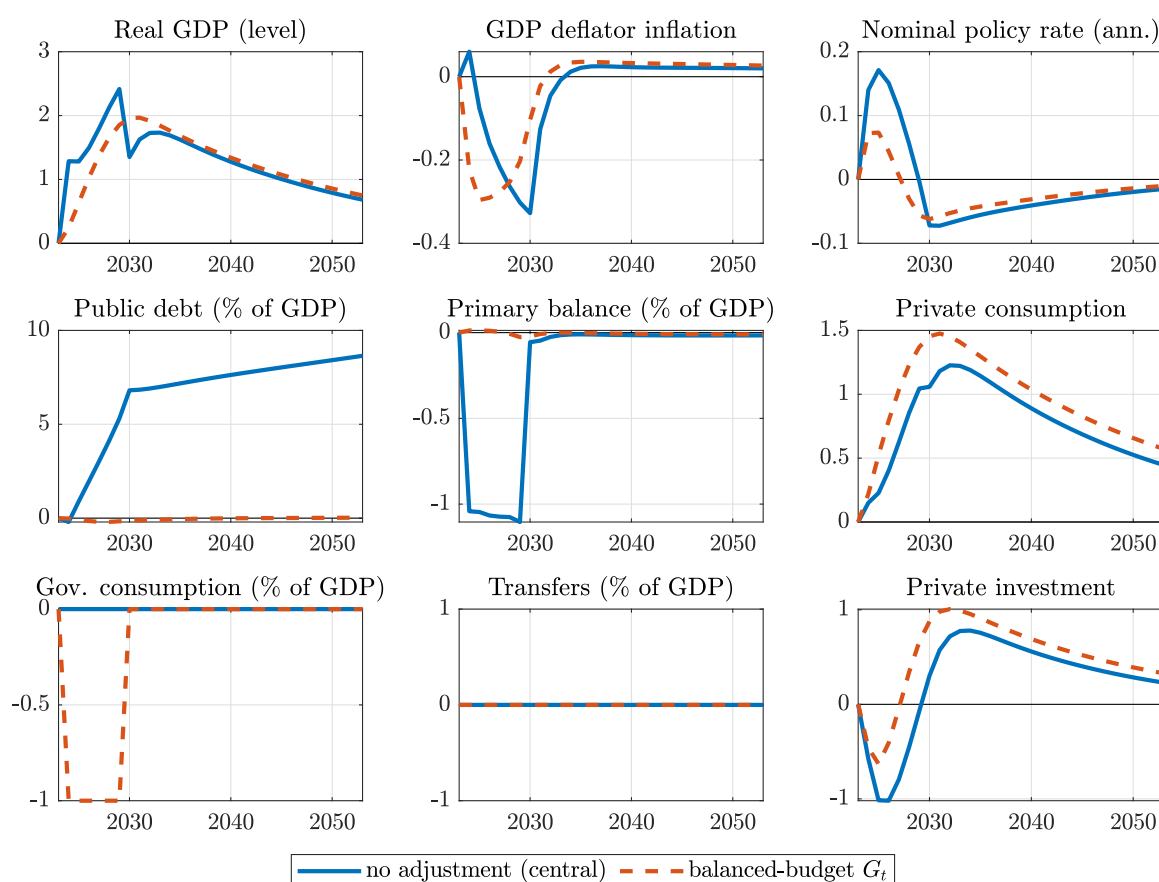 Real GDP (level)
3
2
1
0
2030 2040 2050
GDP deflator inflation
0
-0.2
-0.4
2030 2040 2050
Nominal policy rate (ann.)
0.2
0.1
0
-0.1
2030 2040 2050
Public debt (% of GDP)
10
5
0
2030 2040 2050
Primary balance (% of GDP)
0
-0.5
-1
2030 2040 2050
Private consumption
1.5
1
0.5
0
2030 2040 2050
Gov. consumption (% of GDP)
0
-0.5
-1
2030 2040 2050
Transfers (% of GDP)
1
0
-1
2030 2040 2050
Private investment
1
0
-1
2030 2040 2050
no adjustment (central) balanced-budget G_t